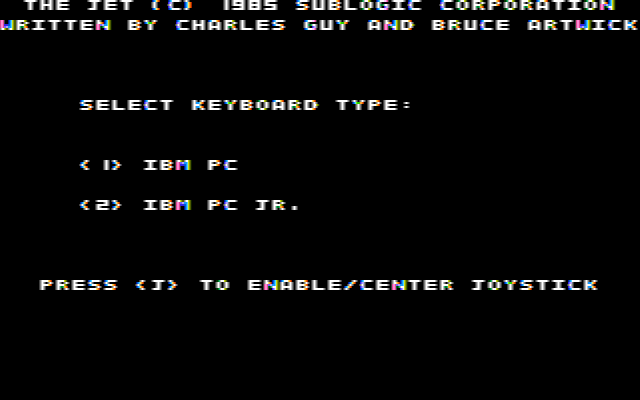 THE JET (C) 1985 SUBLOGIC CORPORATION
WRITTEN BY CHARLES GUY AND BRUCE ARTWICK
SELECT KEYBOARD TYPE:
(1) IBM PC
(2) IBM PC JR.
PRESS (J) TO ENABLE/CENTER JOYSTICK